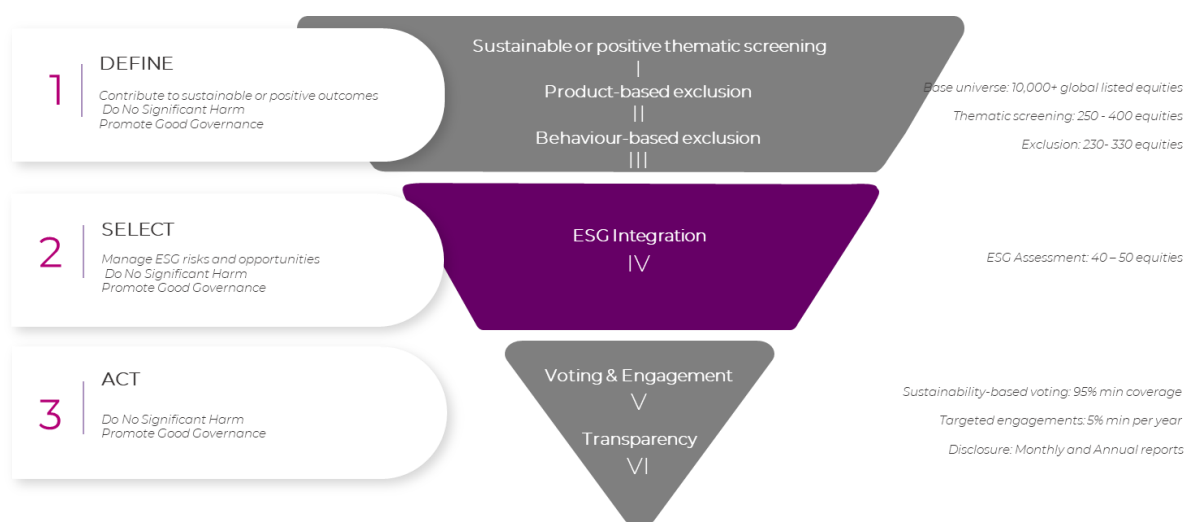 1
DEFINE
Contribute to sustainable or positive outcomes
Do No Significant Harm
Promote Good Governance
Sustainable or positive thematic screening
I
Product-based exclusion
II
Behaviour-based exclusion
III
Base universe: 10,000+ global listed equities
Thematic screening: 250 - 400 equities
Exclusion: 230- 330 equities
2
SELECT
Manage ESG risks and opportunities
Do No Significant Harm
Promote Good Governance
ESG Integration
IV
ESG Assessment: 40 – 50 equities
3
ACT
Do No Significant Harm
Promote Good Governance
Voting & Engagement
V
Transparency
VI
Sustainability-based voting: 95% min coverage
Targeted engagements: 5% min per year
Disclosure: Monthly and Annual reports